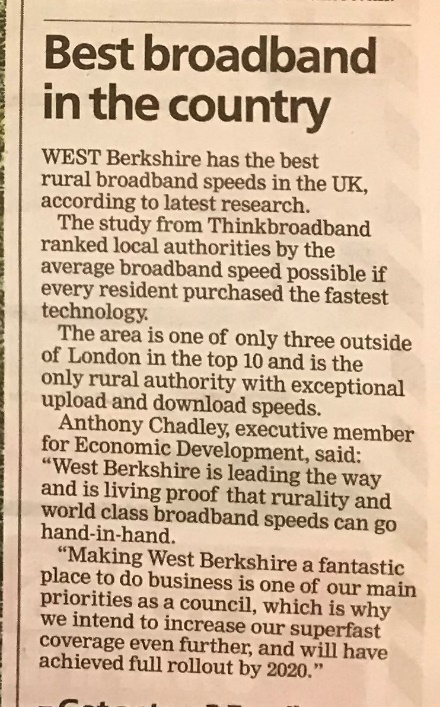 Best broadband
in the country
WEST Berkshire has the best
rural broadband speeds in the UK,
according to latest research.
The study from Thinkbroadband
ranked local authorities by the
average broadband speed possible if
every resident purchased the fastest
technology.
The area is one of only three outside
of London in the top 10 and is the
only rural authority with exceptional
upload and download speeds.
Anthony Chadley, executive member
for Economic Development, said:
“West Berkshire is leading the way
and is living proof that rurality and
world class broadband speeds can go
hand-in-hand.
“Making West Berkshire a fantastic
place to do business is one of our main
priorities as a council, which is why
we intend to increase our superfast
coverage even further, and will have
achieved full rollout by 2020.”